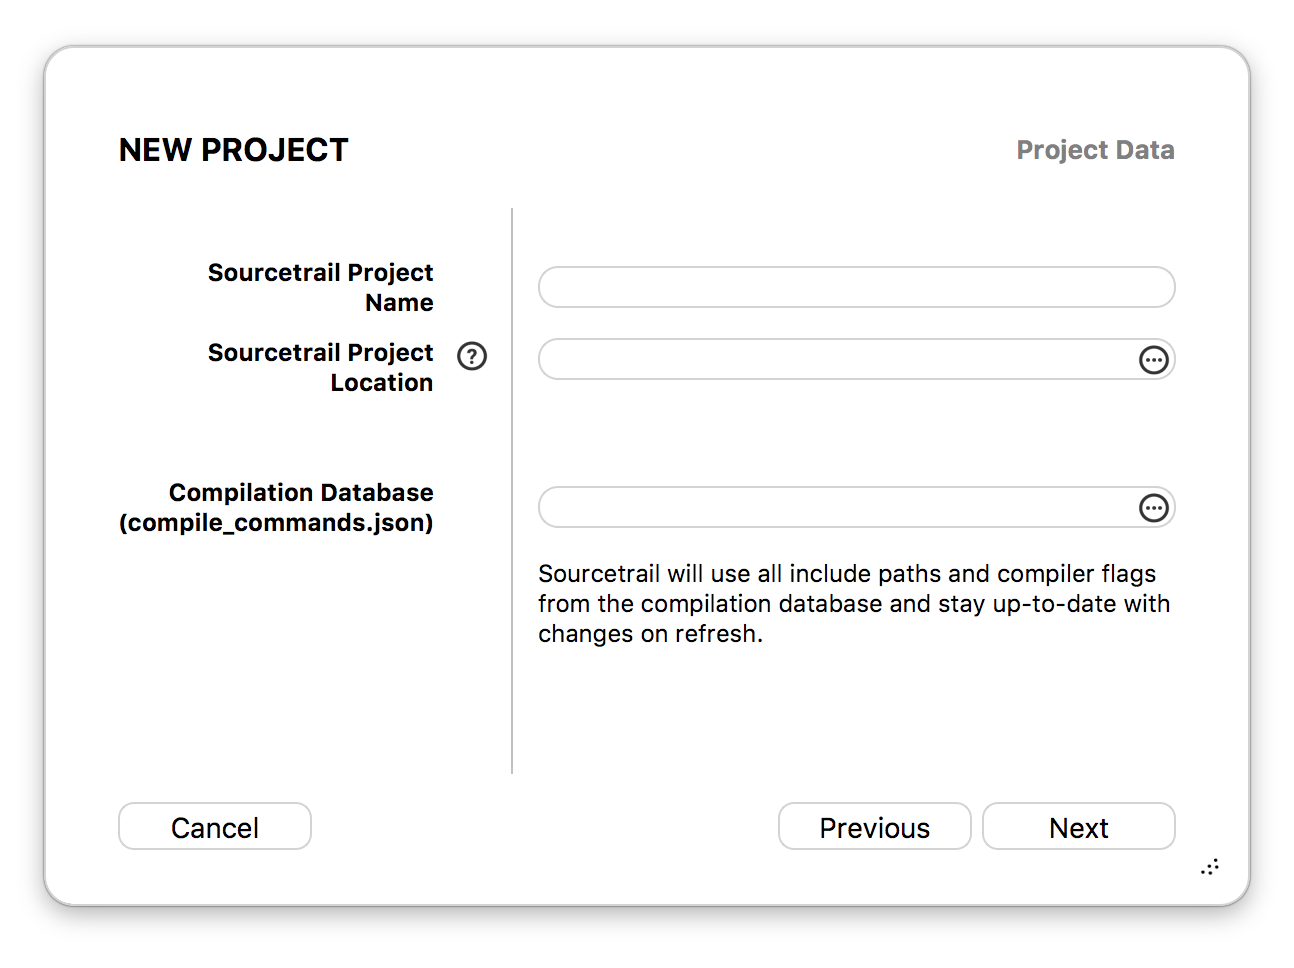 NEW PROJECT
Project Data
Sourcetrail Project
Name
Sourcetrail Project
Location
?
Compilation Database
(compile_commands.json)
Sourcetrail will use all include paths and compiler flags
from the compilation database and stay up-to-date with
changes on refresh.
Cancel
Previous
Next